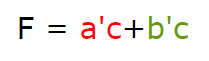 F = a'c+b'c